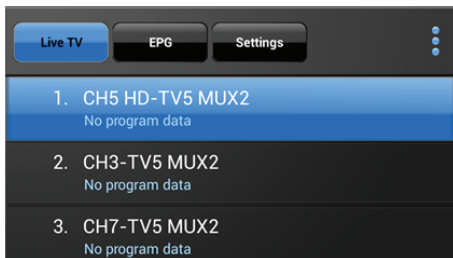 Live TV EPG Settings
1. CH5 HD-TV5 MUX2
No program data
2. CH3-TV5 MUX2
No program data
3. CH7-TV5 MUX2
No program data